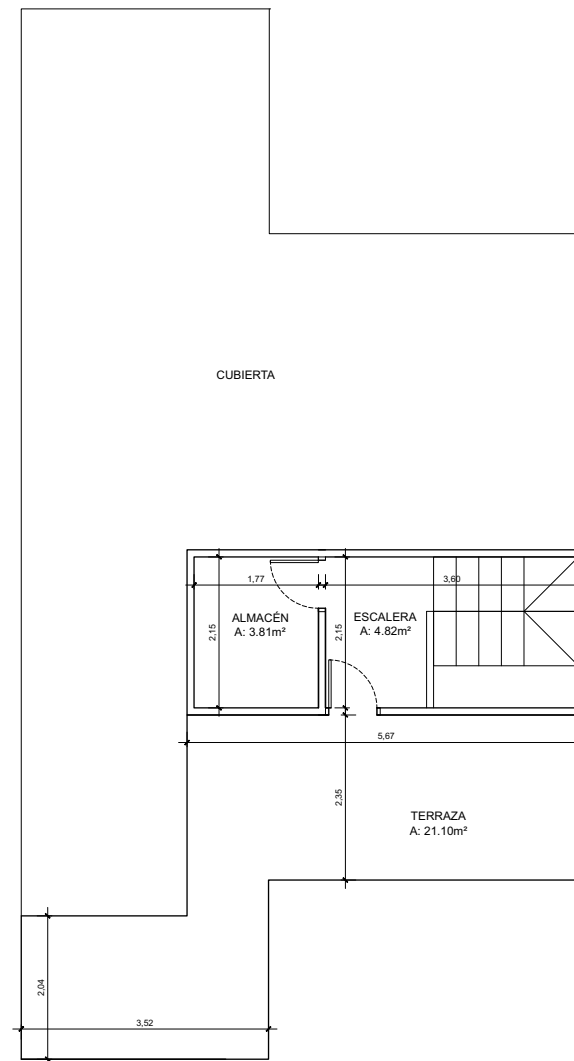 CUBIERTA
1,77
3,60
ALMACÉN
A: 3.81m²
2,15
2,15
ESCALERA
A: 4.82m²
5,67
2,35
TERRAZA
A: 21.10m²
2,04
3,52